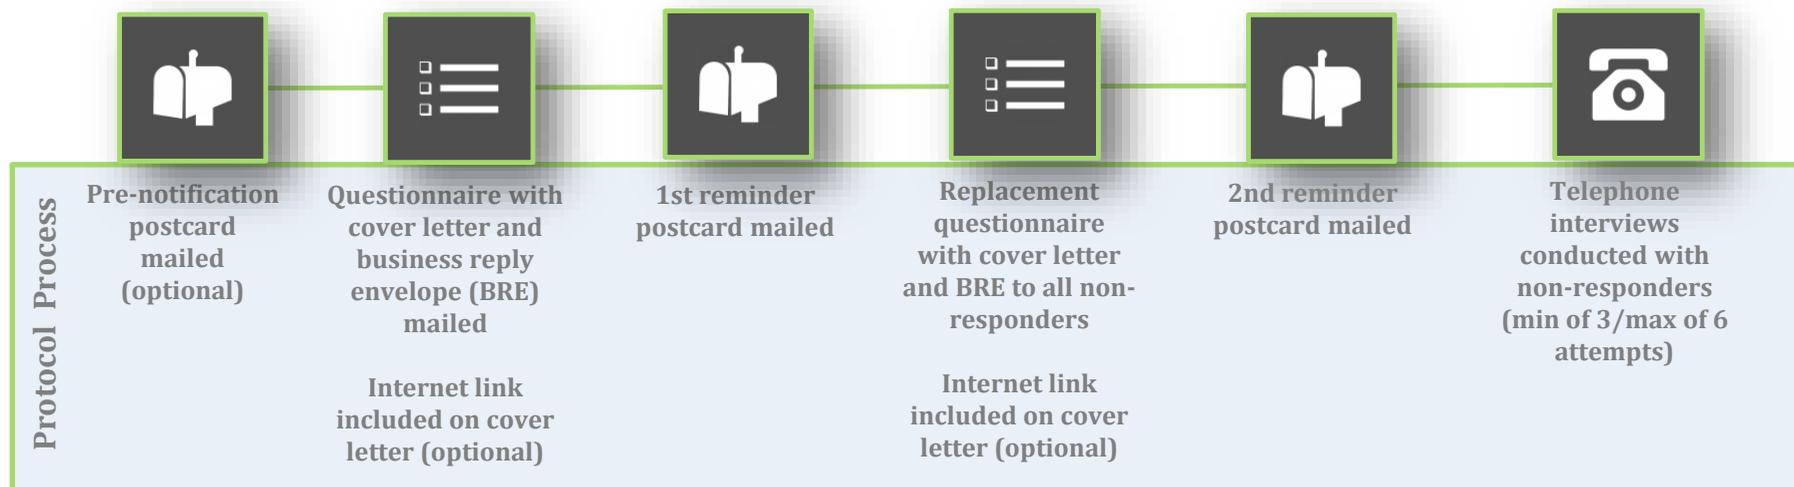 Protocol Process
Pre-notification
postcard
mailed
(optional)
Questionnaire with
cover letter and
business reply
envelope (BRE)
mailed
Internet link
included on cover
letter (optional)
1st reminder
postcard mailed
Replacement
questionnaire
with cover letter
and BRE to all non-
responders
Internet link
included on cover
letter (optional)
2nd reminder
postcard mailed
Telephone
interviews
conducted with
non-responders
(min of 3/max of 6
attempts)